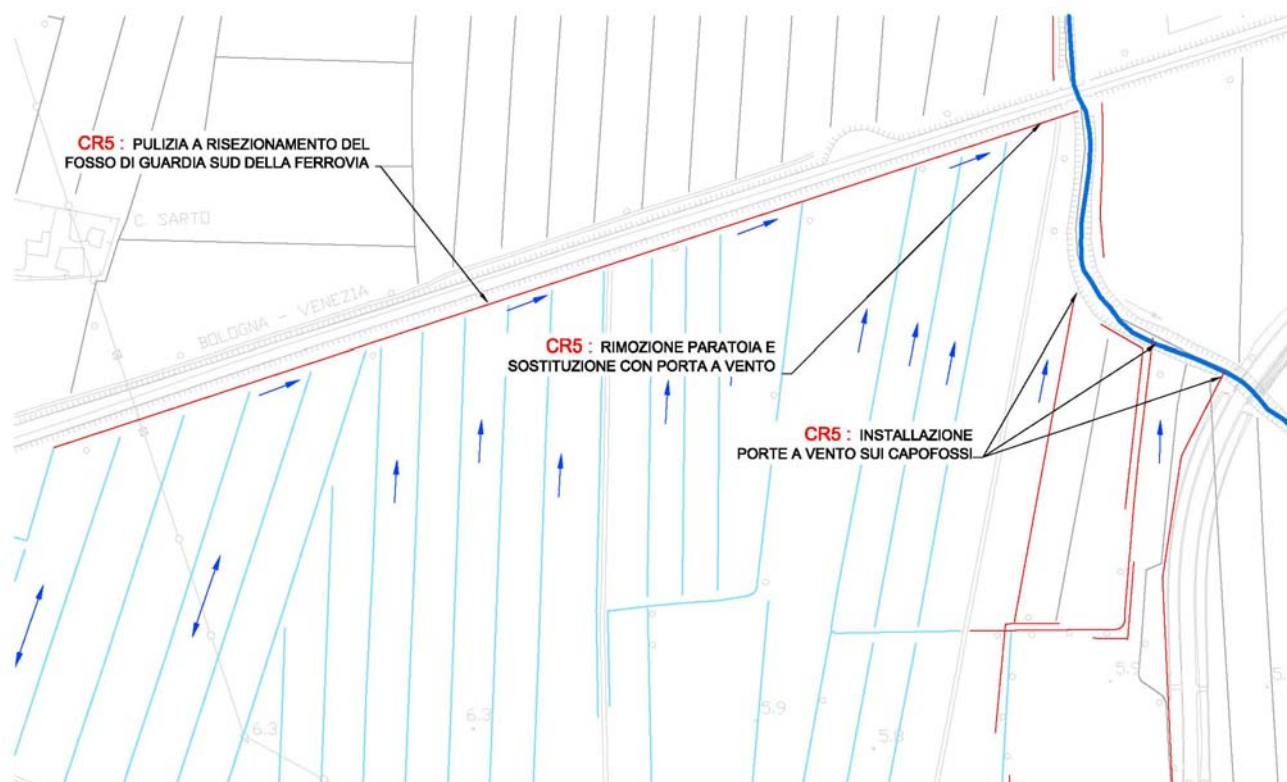 CR5 : PULIZIA A RISEZIONAMENTO DEL
FOSSO DI GUARDIA SUD DELLA FERROVIA
C. SARTO
BOLOGNA - VENEZIA
CR5 : RIMOZIONE PARATOIA E
SOSTITUZIONE CON PORTA A VENTO
CR5 : INSTALLAZIONE
PORTE A VENTO SUI CAPOFOSSI
6.3
6.3
5.9
5.8
5.9